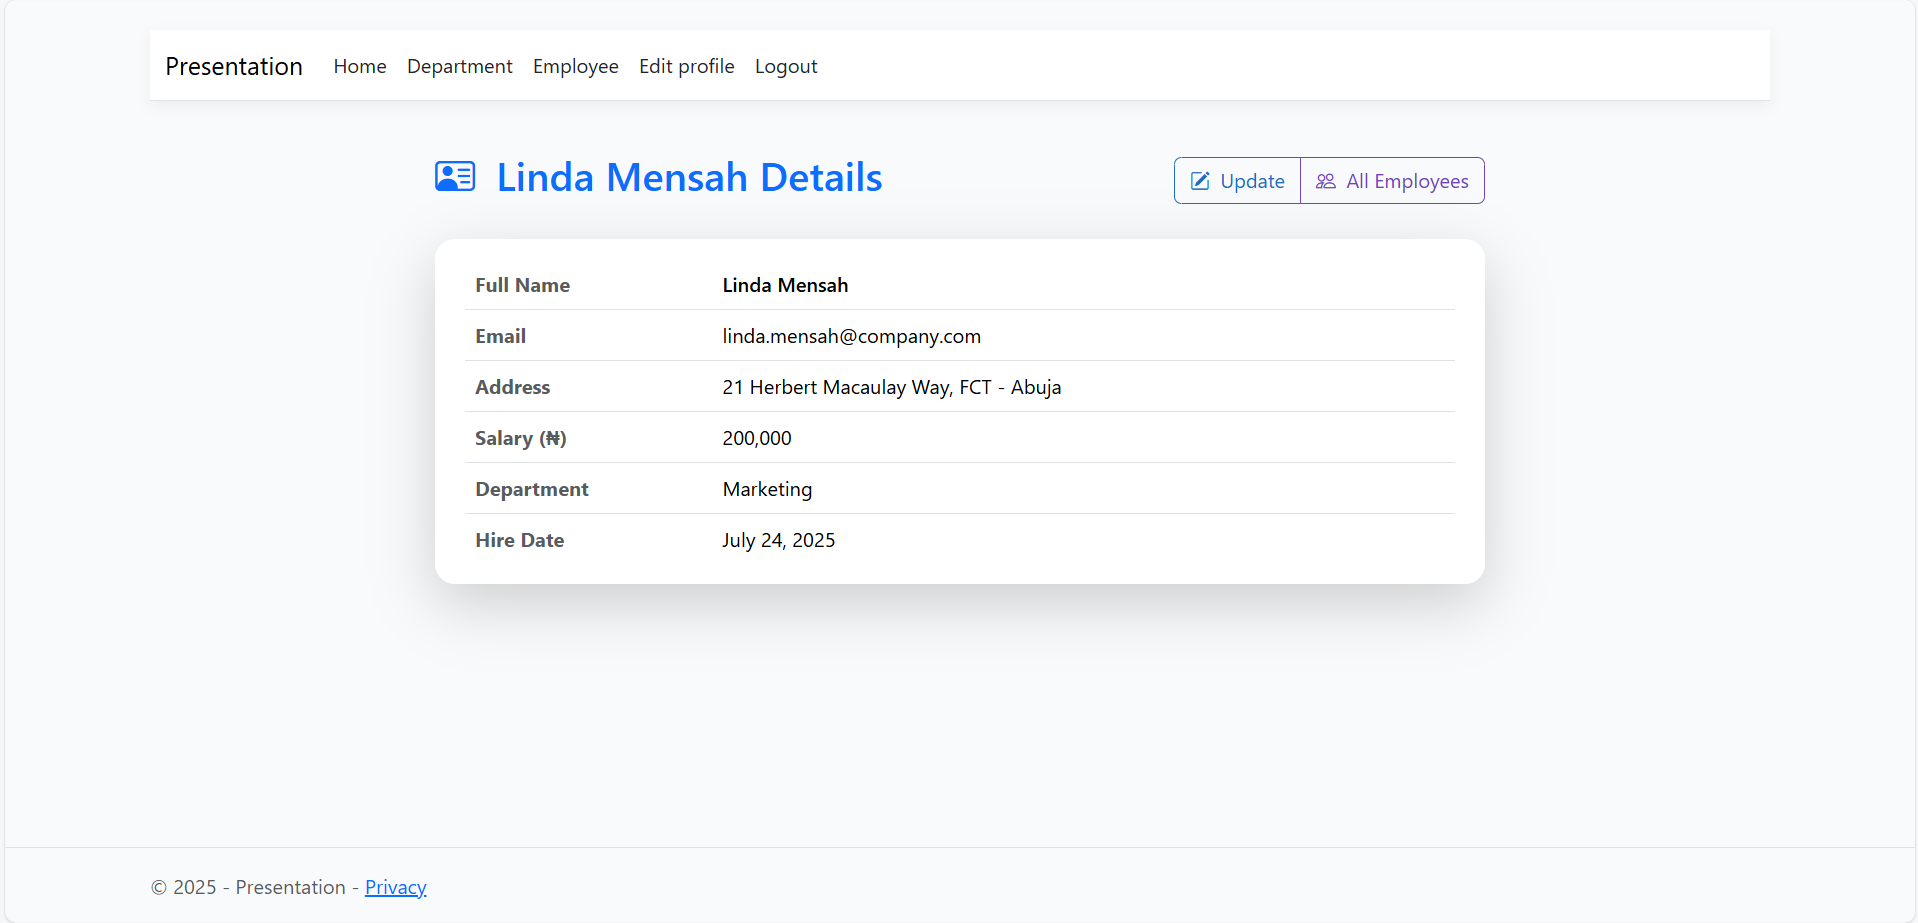 Presentation Home Department Employee Edit profile Logout
Linda Mensah Details
Update All Employees
Full Name Linda Mensah
Email linda.mensah@company.com
Address 21 Herbert Macaulay Way, FCT - Abuja
Salary (₦) 200,000
Department Marketing
Hire Date July 24, 2025
© 2025 - Presentation - Privacy